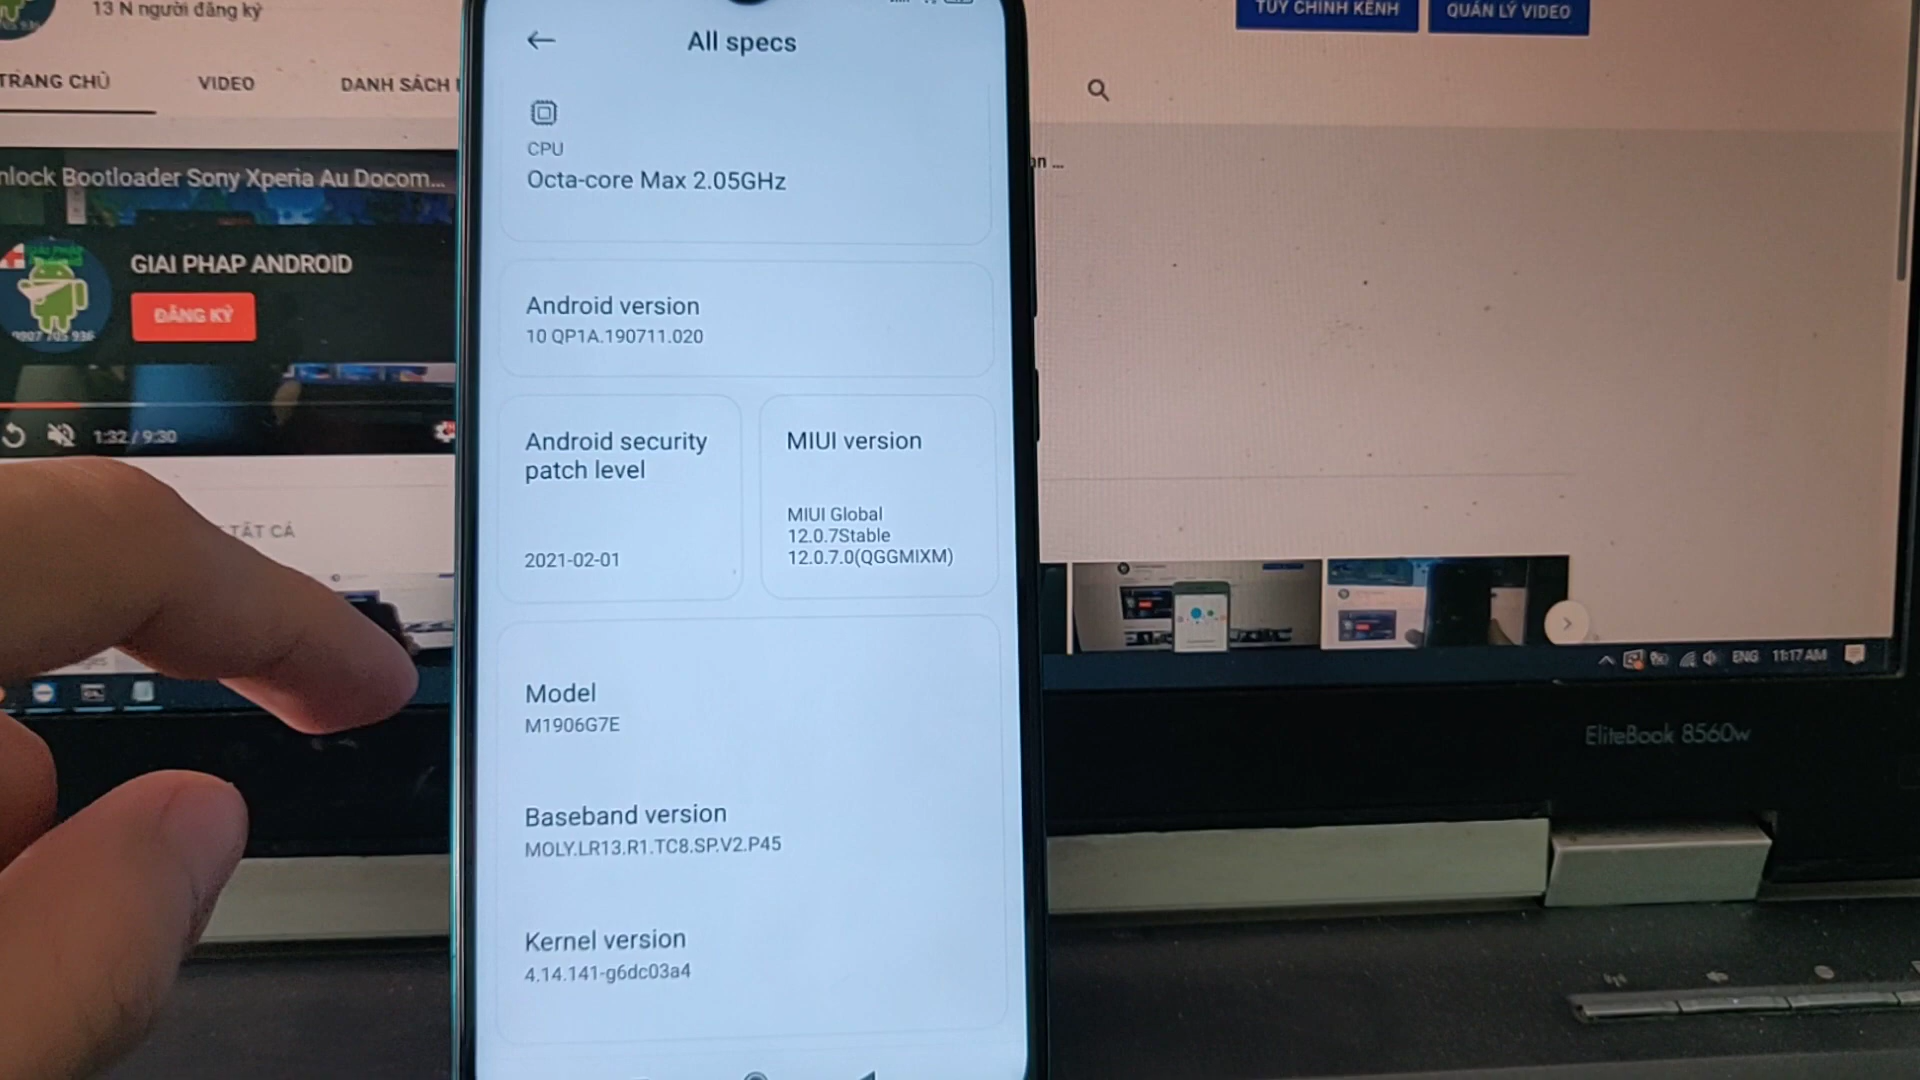 13 N người đăng ký
TRANG CHỦ
VIDEO
DANH SÁCH
TÙY CHỈNH KÊNH
QUẢN LÝ VIDEO
nlock Bootloader Sony Xperia Au Docom...
GIAI PHAP ANDROID
ĐĂNG KÝ
0907 705 936
1:32 / 9:30
TẤT CẢ
All specs
CPU
Octa-core Max 2.05GHz
Android version
10 QP1A.190711.020
Android security
patch level
2021-02-01
MIUI version
MIUI Global
12.0.7Stable
12.0.7.0(QGGMIXM)
Model
M1906G7E
Baseband version
MOLY.LR13.R1.TC8.SP.V2.P45
Kernel version
4.14.141-g6dc03a4
on ...
ENG
11:17 AM
EliteBook 8560w